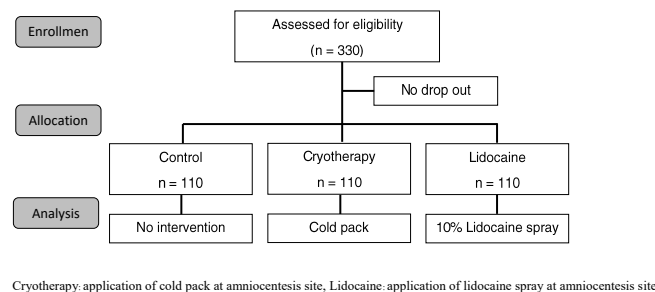 Enrollmen
Assessed for eligibility
(n = 330)
No drop out
Allocation
Control
n = 110
Cryotherapy
n = 110
Lidocaine
n = 110
Analysis
No intervention
Cold pack
10% Lidocaine spray
Cryotherapy: application of cold pack at amniocentesis site, Lidocaine: application of lidocaine spray at amniocentesis site